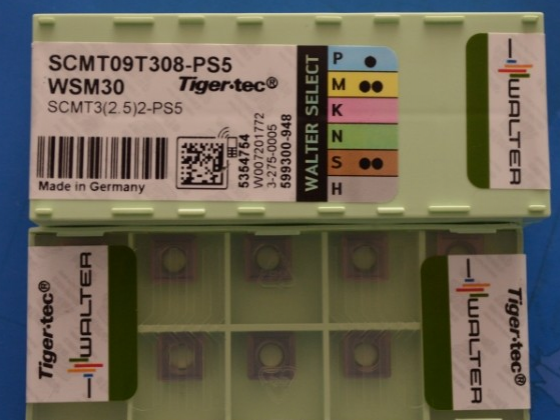 SCMT09T308-PS5
WSM30 Tiger·tec®
SCMT3(2.5)2-PS5
Made in Germany
5354754
W007201772
3-275-0005
599300-948
WALTER SELECT
P
M
K
N
S
H
WALTER
Tiger·tec®
WALTER
WALTER
Tiger·tec®